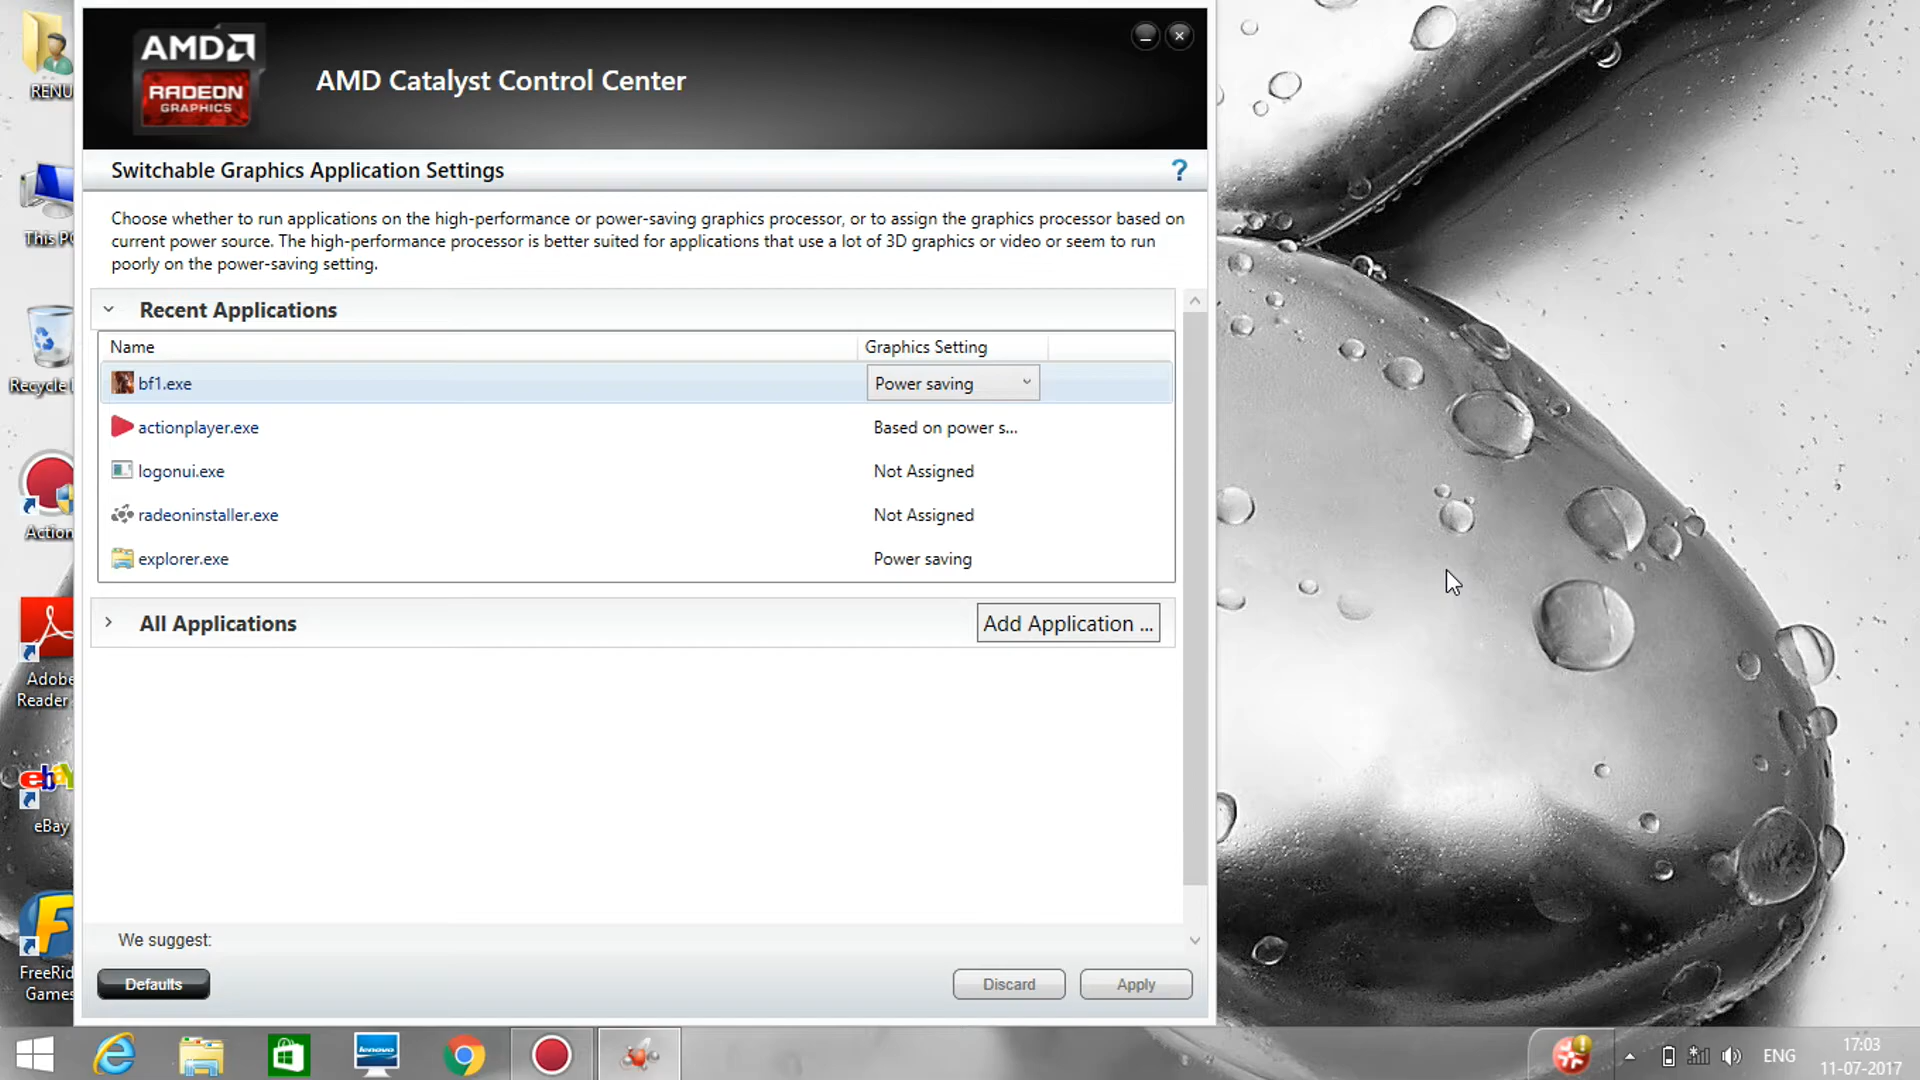 RENU
This P
Recycle
Action
Adobe
Reader
eBay
FreeRid
Games
AMD
RADEON
GRAPHICS
AMD Catalyst Control Center
Switchable Graphics Application Settings
?
Choose whether to run applications on the high-performance or power-saving graphics processor, or to assign the graphics processor based on
current power source. The high-performance processor is better suited for applications that use a lot of 3D graphics or video or seem to run
poorly on the power-saving setting.
Recent Applications
Name Graphics Setting
bf1.exe Power saving
actionplayer.exe Based on power s...
logonui.exe Not Assigned
radeoninstaller.exe Not Assigned
explorer.exe Power saving
All Applications Add Application ...
We suggest:
Defaults Discard Apply
lenovo
ENG
17:03
11-07-2017